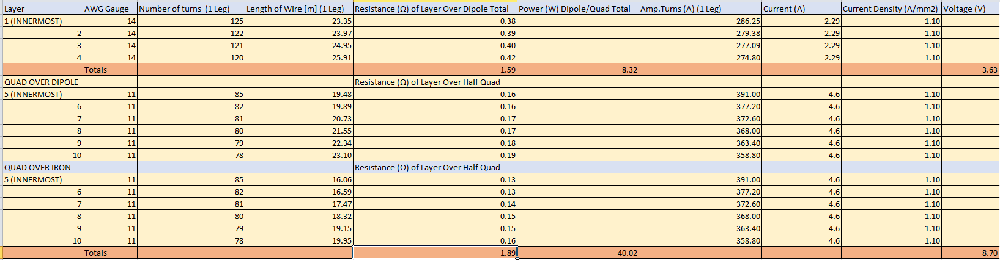 Layer AWG Gauge Number of turns (1 Leg) Length of Wire [m] (1 Leg) Resistance (Ω) of Layer Over Dipole Total Power (W) Dipole/Quad Total Amp.Turns (A) (1 Leg) Current (A) Current Density (A/mm2) Voltage (V)
1 (INNERMOST) 14 125 23.35 0.38 286.25 2.29 1.10
2 14 122 23.97 0.39 279.38 2.29 1.10
3 14 121 24.95 0.40 277.09 2.29 1.10
4 14 120 25.91 0.42 274.80 2.29 1.10
Totals 1.59 8.32 3.63
QUAD OVER DIPOLE Resistance (Ω) of Layer Over Half Quad
5 (INNERMOST) 11 85 19.48 0.16 391.00 4.6 1.10
6 11 82 19.89 0.16 377.20 4.6 1.10
7 11 81 20.73 0.17 372.60 4.6 1.10
8 11 80 21.55 0.17 368.00 4.6 1.10
9 11 79 22.34 0.18 363.40 4.6 1.10
10 11 78 23.10 0.19 358.80 4.6 1.10
QUAD OVER IRON Resistance (Ω) of Layer Over Half Quad
5 (INNERMOST) 11 85 16.06 0.13 391.00 4.6 1.10
6 11 82 16.59 0.13 377.20 4.6 1.10
7 11 81 17.47 0.14 372.60 4.6 1.10
8 11 80 18.32 0.15 368.00 4.6 1.10
9 11 79 19.15 0.15 363.40 4.6 1.10
10 11 78 19.95 0.16 358.80 4.6 1.10
Totals 1.89 40.02 8.70